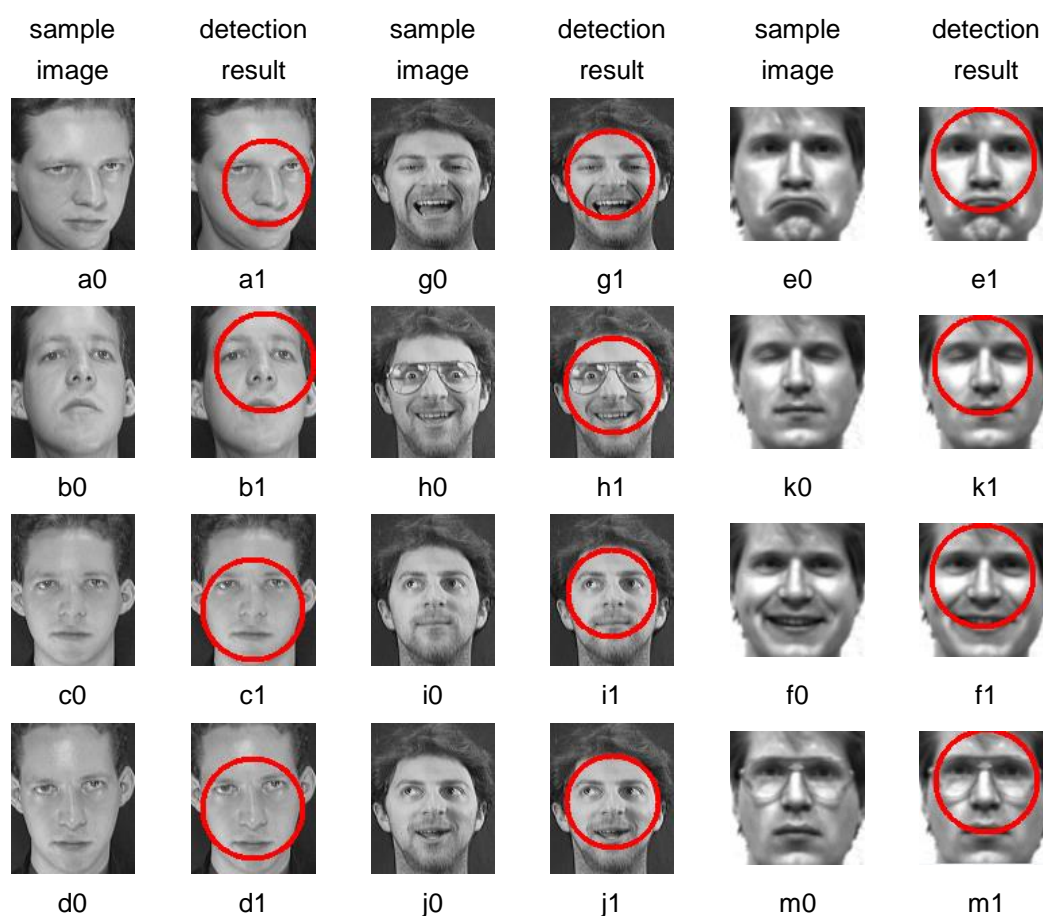 sample detection sample detection sample detection
image result image result image result
a0 a1 g0 g1 e0 e1
b0 b1 h0 h1 k0 k1
c0 c1 i0 i1 f0 f1
d0 d1 j0 j1 m0 m1